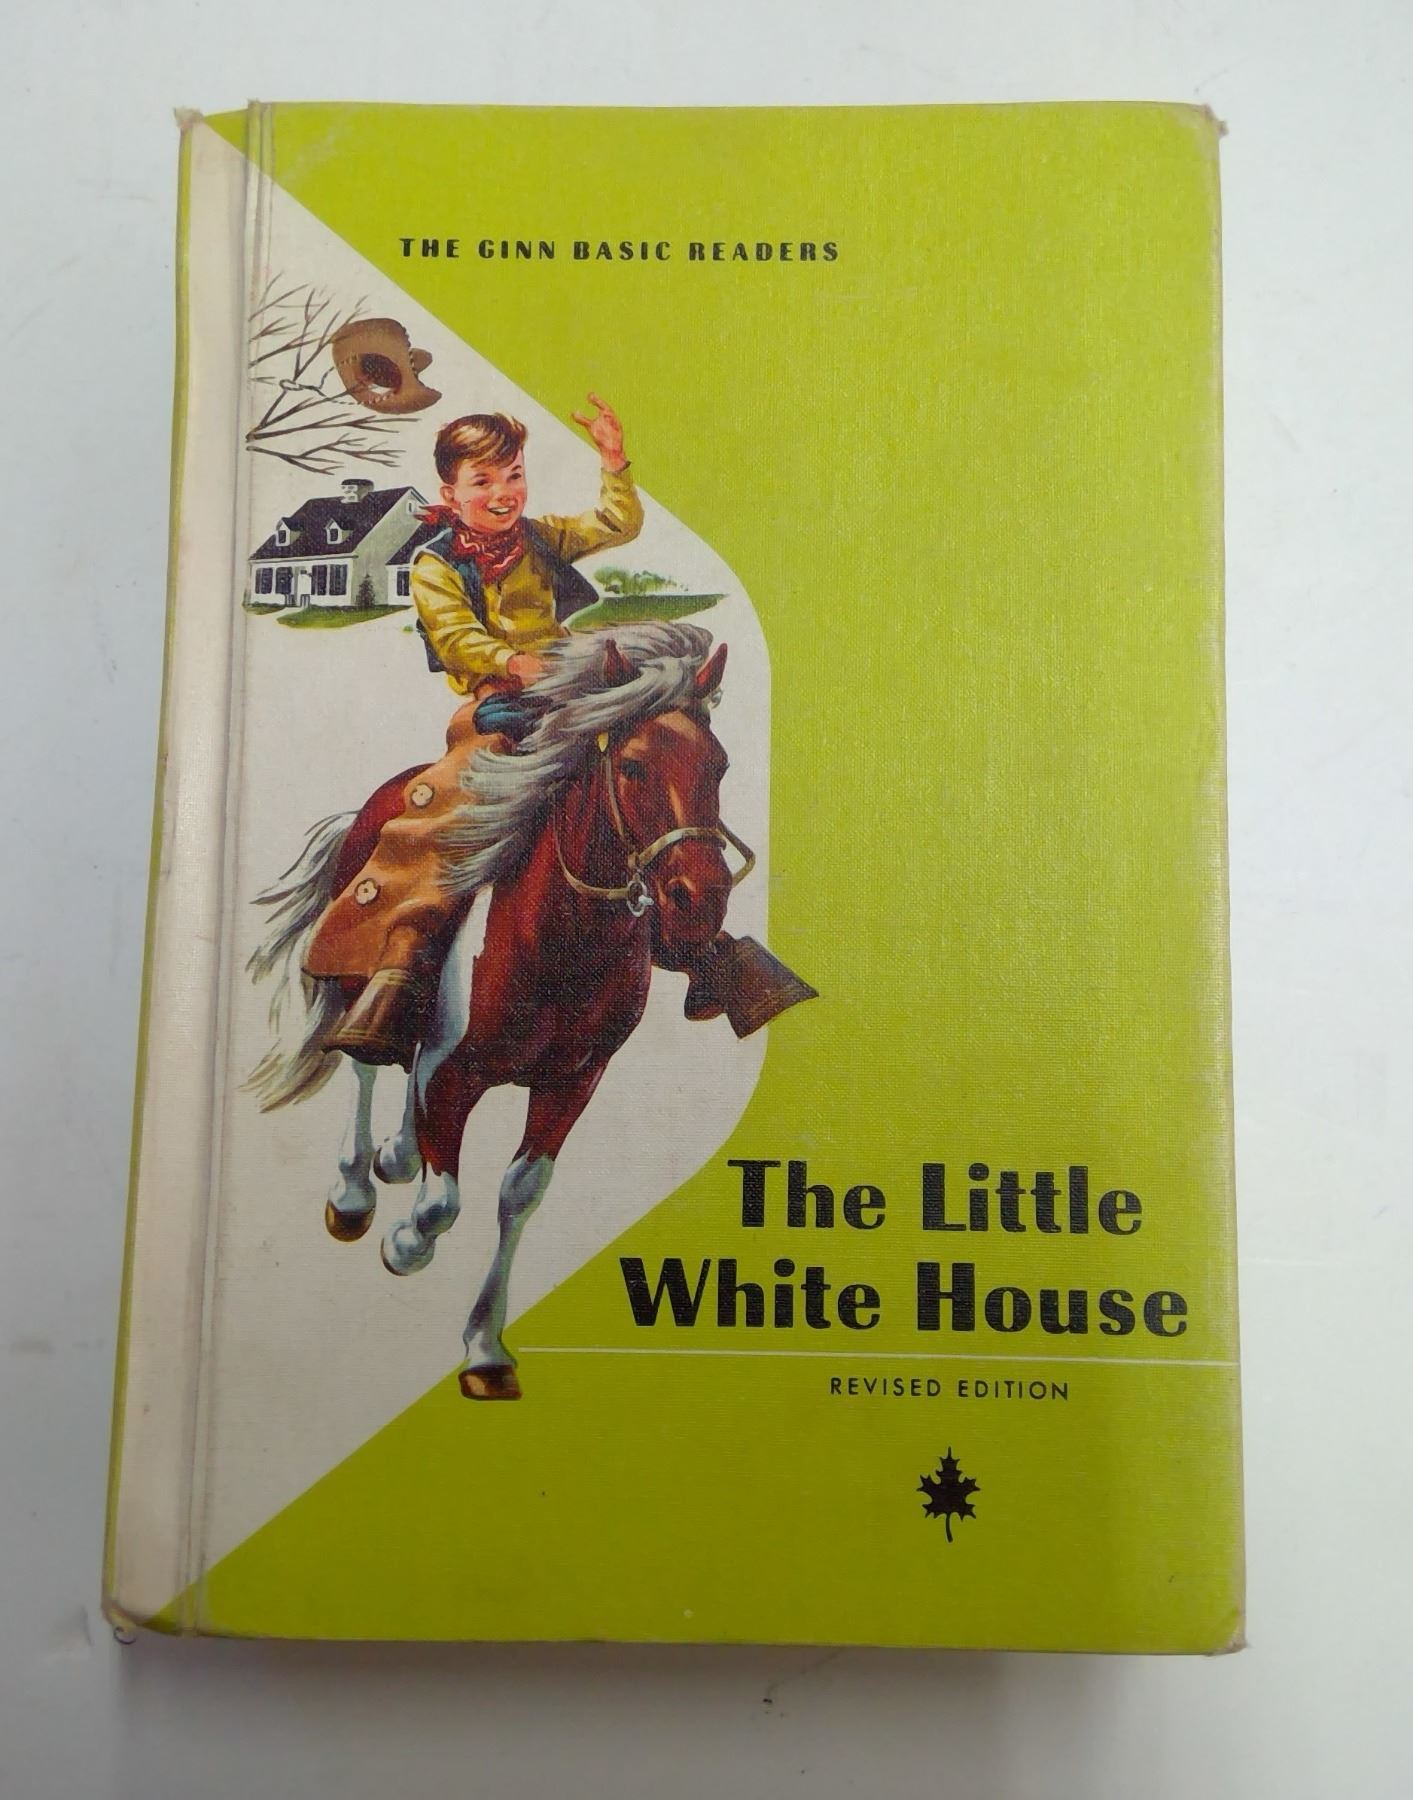 THE GINN BASIC READERS
The Little
White House
REVISED EDITION